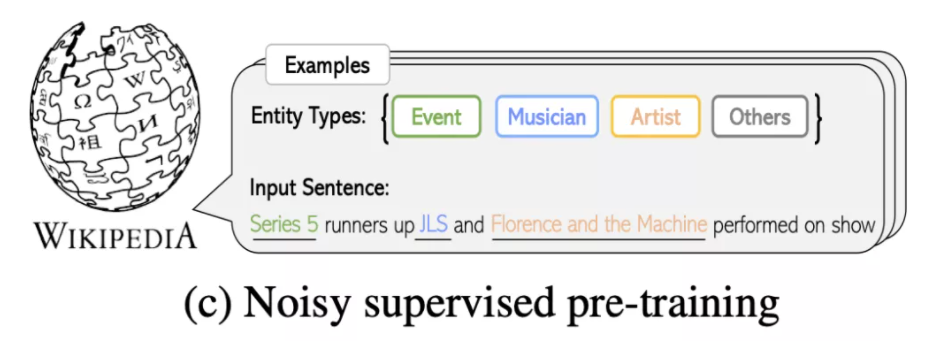 Examples
Entity Types: { Event Musician Artist Others }
Input Sentence:
Series 5 runners up JLS and Florence and the Machine performed on show
Ω W И 祖
WIKIPEDIA
(c) Noisy supervised pre-training